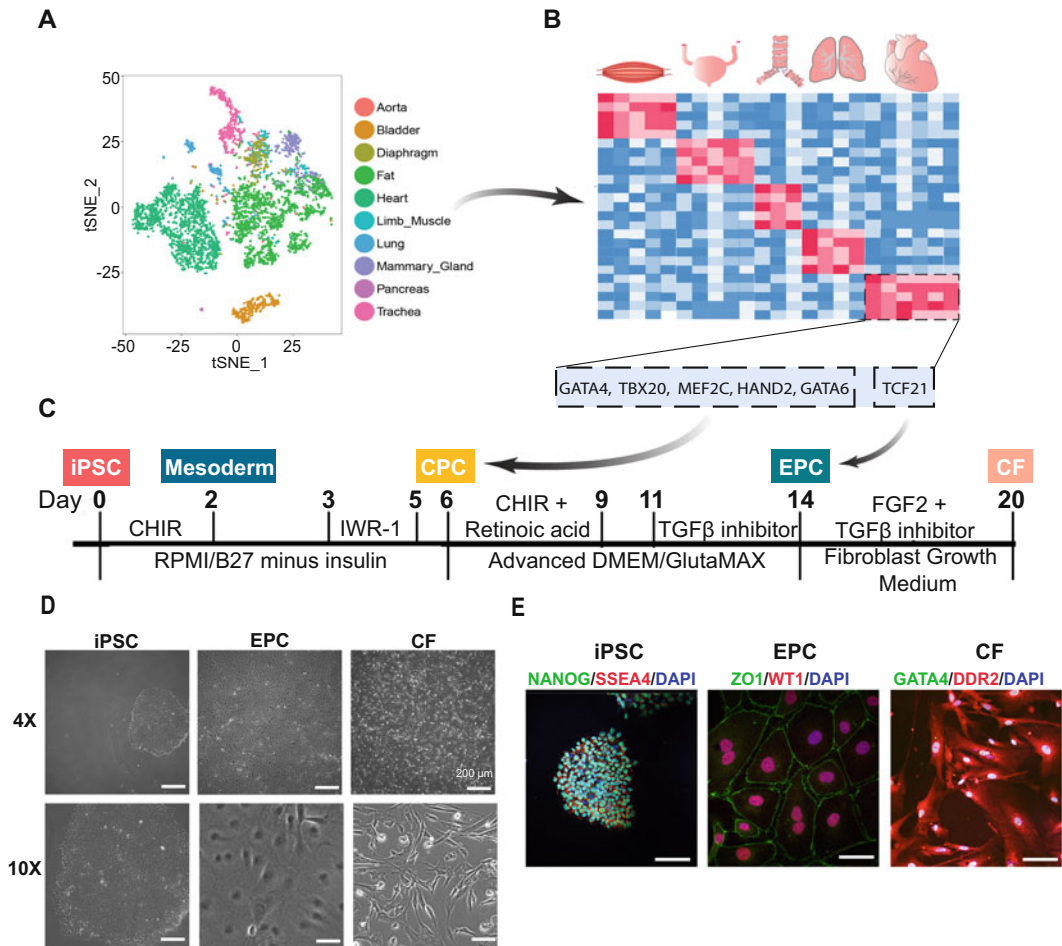 A
50
25
0
-25
-50
-25
0
25
tSNE_2
tSNE_1
Aorta
Bladder
Diaphragm
Fat
Heart
Limb_Muscle
Lung
Mammary_Gland
Pancreas
Trachea
B
GATA4, TBX20, MEF2C, HAND2, GATA6
TCF21
C
iPSC
Mesoderm
CPC
EPC
CF
Day 0 2 3 5 6 9 11 14 20
CHIR
IWR-1
CHIR +
Retinoic acid
TGFβ inhibitor
FGF2 +
TGFβ inhibitor
RPMI/B27 minus insulin
Advanced DMEM/GlutaMAX
Fibroblast Growth
Medium
D
iPSC
EPC
CF
4X
200 μm
10X
E
iPSC
EPC
CF
NANOG/SSEA4/DAPI
ZO1/WT1/DAPI
GATA4/DDR2/DAPI